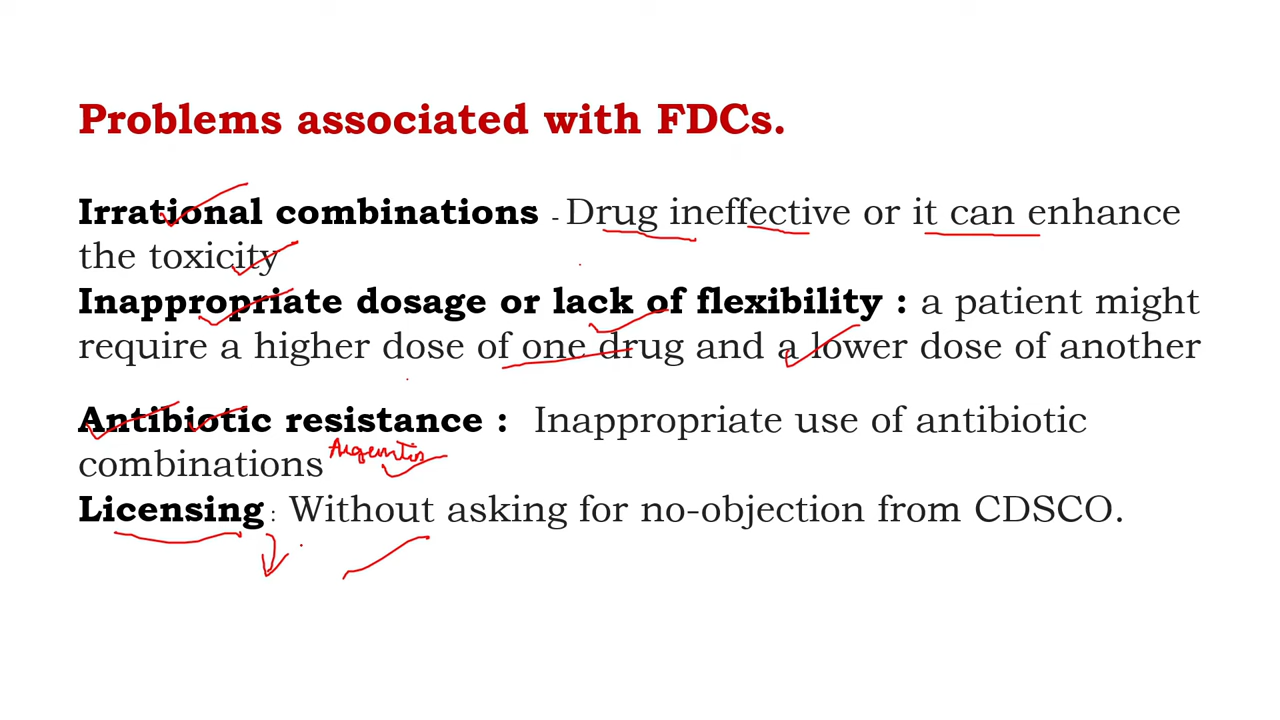 Problems associated with FDCs.
Irrational combinations - Drug ineffective or it can enhance
the toxicity
Inappropriate dosage or lack of flexibility : a patient might
require a higher dose of one drug and a lower dose of another
Antibiotic resistance : Inappropriate use of antibiotic
combinations
Licensing : Without asking for no-objection from CDSCO.